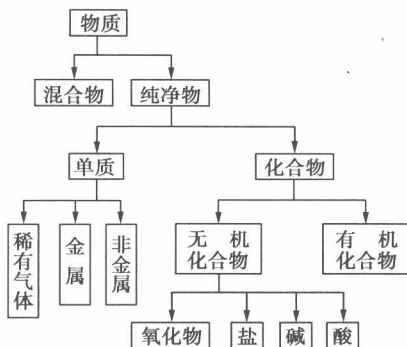 物质
混合物
纯净物
单质
化合物
稀有气体
金属
非金属
无机
化合物
有机
化合物
氧化物
盐
碱
酸